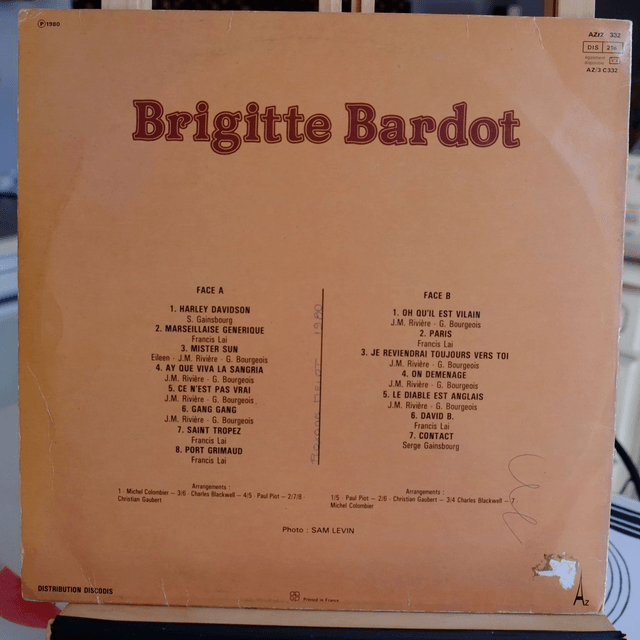 ℗ 1980
AZ/2 332
DIS
AZ/3 C332
Brigitte Bardot
FACE A
1. HARLEY DAVIDSON
S. Gainsbourg
2. MARSEILLAISE GENERIQUE
Francis Lai
3. MISTER SUN
Eileen - J.M. Rivière - G. Bourgeois
4. AY QUE VIVA LA SANGRIA
J.M. Rivière - G. Bourgeois
5. CE N'EST PAS VRAI
J.M. Rivière - G. Bourgeois
6. GANG GANG
J.M. Rivière - G. Bourgeois
7. SAINT TROPEZ
Francis Lai
8. PORT GRIMAUD
Francis Lai
Arrangements :
1 - Michel Colombier — 3/6 - Charles Blackwell — 4/5 - Paul Piot — 2/7/8 -
Christian Gaubert
1980
FACE B
1. OH QU'IL EST VILAIN
J.M. Rivière - G. Bourgeois
2. PARIS
Francis Lai
3. JE REVIENDRAI TOUJOURS VERS TOI
J.M. Rivière - G. Bourgeois
4. ON DEMENAGE
J.M. Rivière - G. Bourgeois
5. LE DIABLE EST ANGLAIS
J.M. Rivière - G. Bourgeois
6. DAVID B.
Francis Lai
7. CONTACT
Serge Gainsbourg
Arrangements :
1/5 - Paul Piot — 2/6 - Christian Gaubert — 3/4 Charles Blackwell —
Michel Colombier
Photo : SAM LEVIN
DISTRIBUTION DISCODIS
Printed in France
AZ